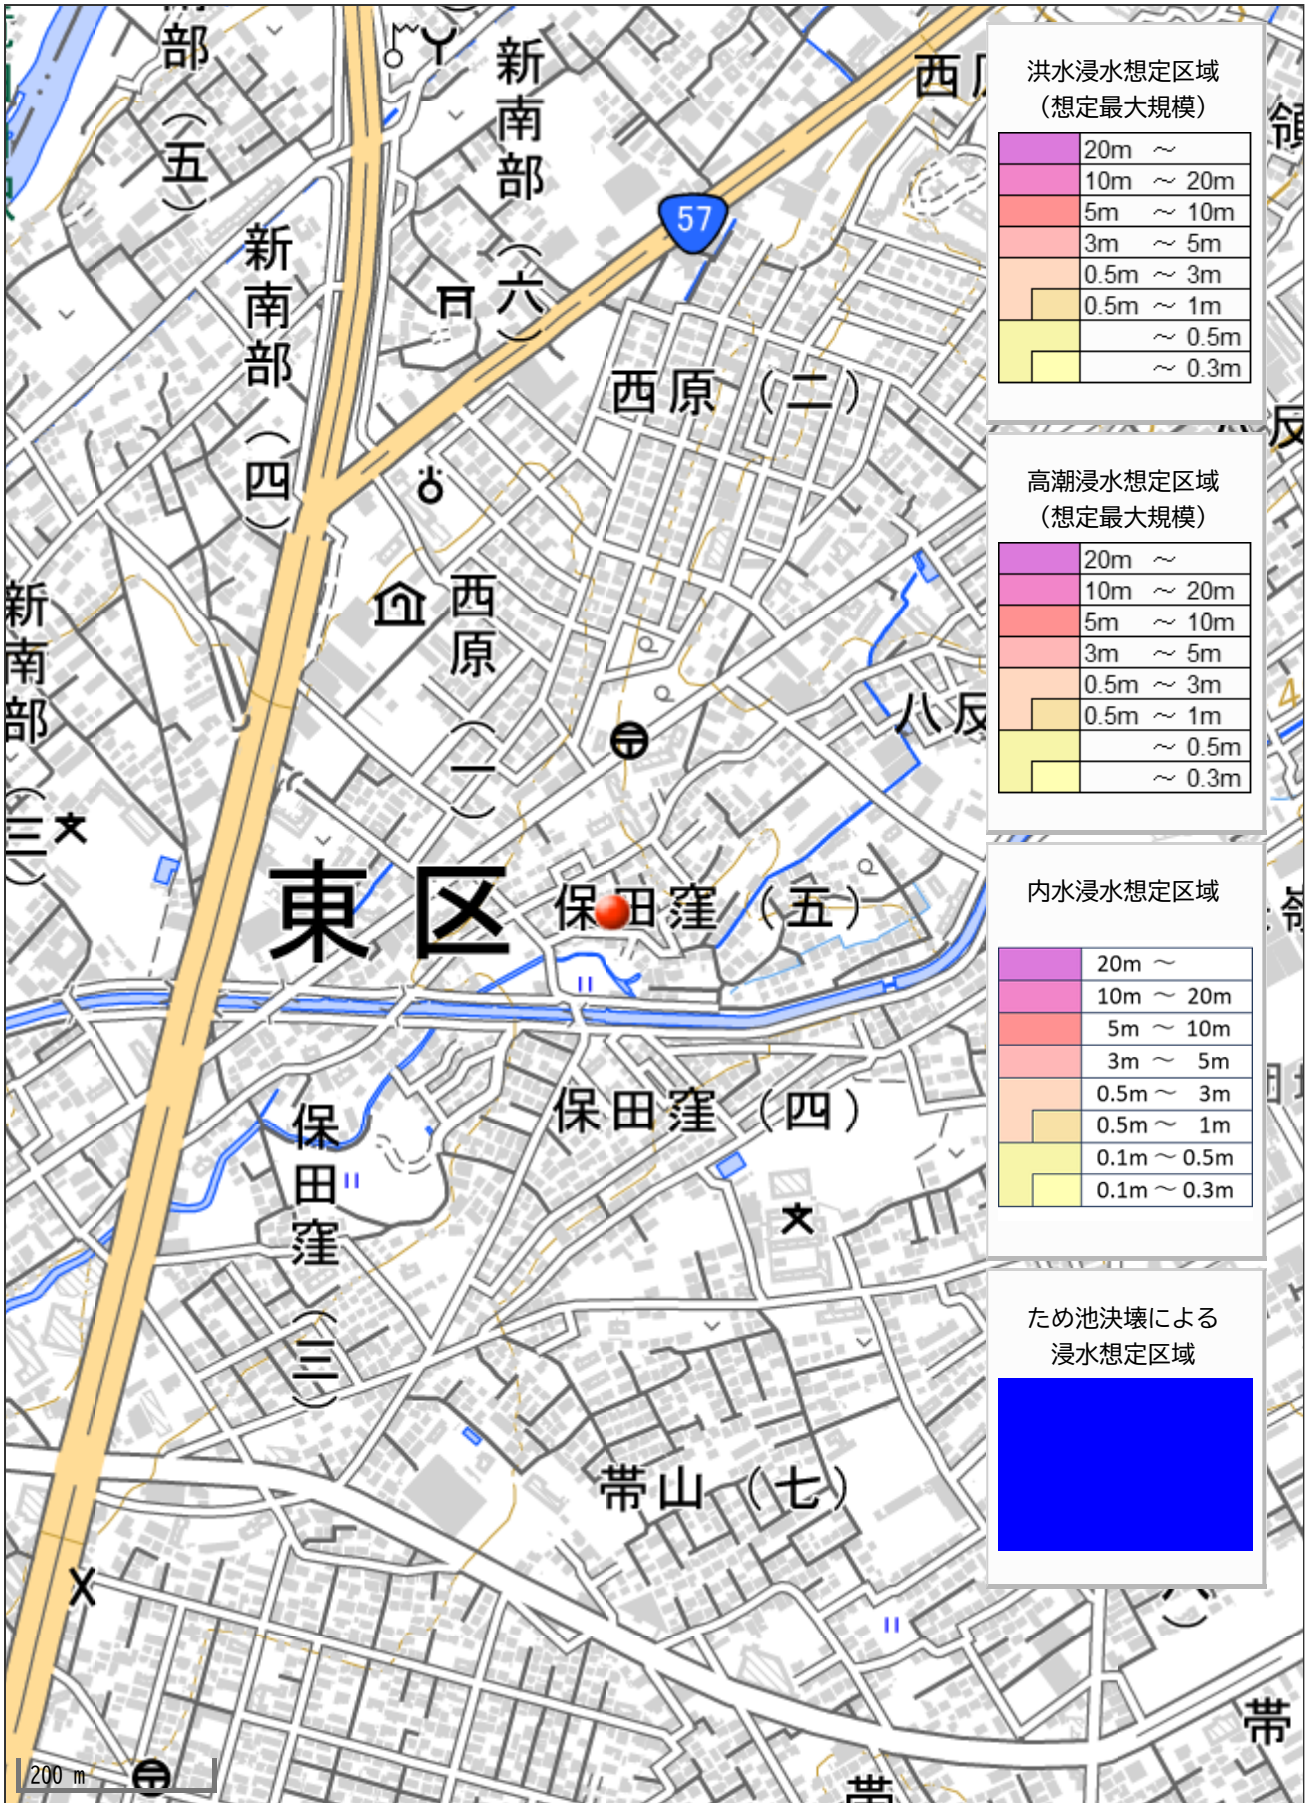 部（五）
新南部（六）
新南部（四）
57
西原（二）
西原（一）
新南部（三）
八反
東区
保田窪（五）
保田窪（四）
保田窪（三）
帯山（七）
帯
帯
200 m
洪水浸水想定区域
（想定最大規模）
20m ～
10m ～ 20m
5m ～ 10m
3m ～ 5m
0.5m ～ 3m
0.5m ～ 1m
～ 0.5m
～ 0.3m
高潮浸水想定区域
（想定最大規模）
20m ～
10m ～ 20m
5m ～ 10m
3m ～ 5m
0.5m ～ 3m
0.5m ～ 1m
～ 0.5m
～ 0.3m
内水浸水想定区域
20m ～
10m ～ 20m
5m ～ 10m
3m ～ 5m
0.5m ～ 3m
0.5m ～ 1m
0.1m ～ 0.5m
0.1m ～ 0.3m
ため池決壊による
浸水想定区域